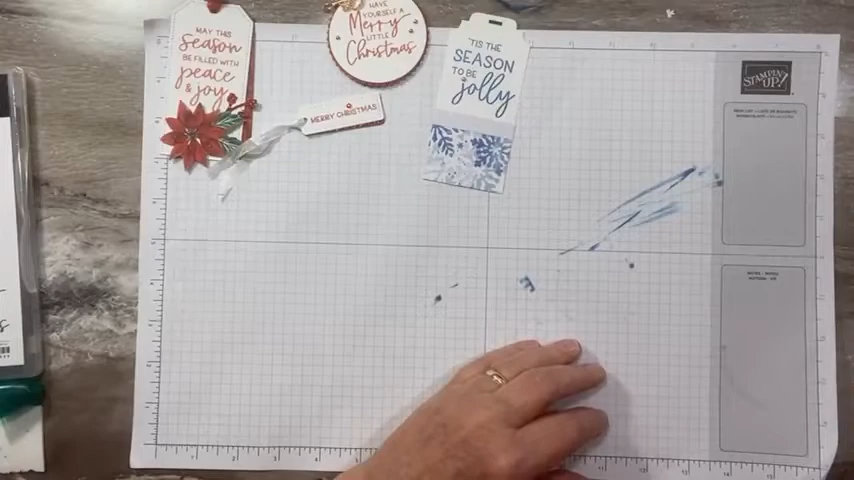 MAY THIS
Season
BE FILLED WITH
peace
& joy
HAVE
YOURSELF A
Merry
LITTLE
Christmas
MERRY CHRISTMAS
'TIS THE
SEASON
TO BE
jolly
STAMPIN' UP!